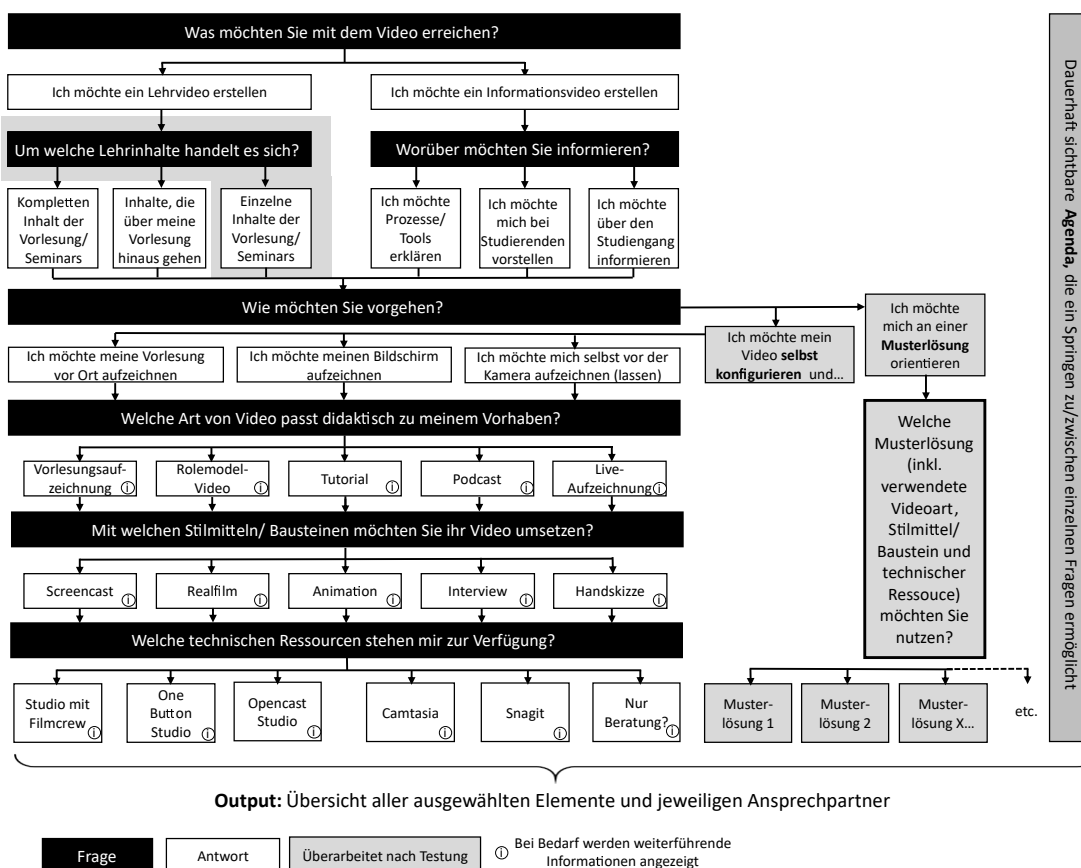 Was möchten Sie mit dem Video erreichen?
Ich möchte ein Lehrvideo erstellen
Ich möchte ein Informationsvideo erstellen
Um welche Lehrinhalte handelt es sich?
Worüber möchten Sie informieren?
Kompletten
Inhalt der
Vorlesung/
Seminars
Inhalte, die
über meine
Vorlesung
hinaus gehen
Einzelne
Inhalte der
Vorlesung/
Seminars
Ich möchte
Prozesse/
Tools
erklären
Ich möchte
mich bei
Studierenden
vorstellen
Ich möchte
über den
Studiengang
informieren
Wie möchten Sie vorgehen?
Ich möchte meine Vorlesung
vor Ort aufzeichnen
Ich möchte meinen Bildschirm
aufzeichnen
Ich möchte mich selbst vor der
Kamera aufzeichnen (lassen)
Ich möchte mein
Video selbst
konfigurieren und...
Ich möchte
mich an einer
Musterlösung
orientieren
Welche Art von Video passt didaktisch zu meinem Vorhaben?
Vorlesungsauf-
zeichnung ⓘ
Rolemodel-
Video ⓘ
Tutorial ⓘ
Podcast ⓘ
Live-
Aufzeichnung ⓘ
Mit welchen Stilmitteln/ Bausteinen möchten Sie ihr Video umsetzen?
Screencast ⓘ
Realfilm ⓘ
Animation ⓘ
Interview ⓘ
Handskizze ⓘ
Welche technischen Ressourcen stehen mir zur Verfügung?
Studio mit
Filmcrew ⓘ
One
Button
Studio ⓘ
Opencast
Studio ⓘ
Camtasia ⓘ
Snagit ⓘ
Nur
Beratung? ⓘ
Welche
Musterlösung
(inkl.
verwendete
Videoart,
Stilmittel/
Baustein und
technischer
Ressouce)
möchten Sie
nutzen?
Muster-
lösung 1
Muster-
lösung 2
Muster-
lösung X...
etc.
Dauerhaft sichtbare Agenda, die ein Springen zu/zwischen einzelnen Fragen ermöglicht
Output: Übersicht aller ausgewählten Elemente und jeweiligen Ansprechpartner
Frage
Antwort
Überarbeitet nach Testung
ⓘ Bei Bedarf werden weiterführende
Informationen angezeigt